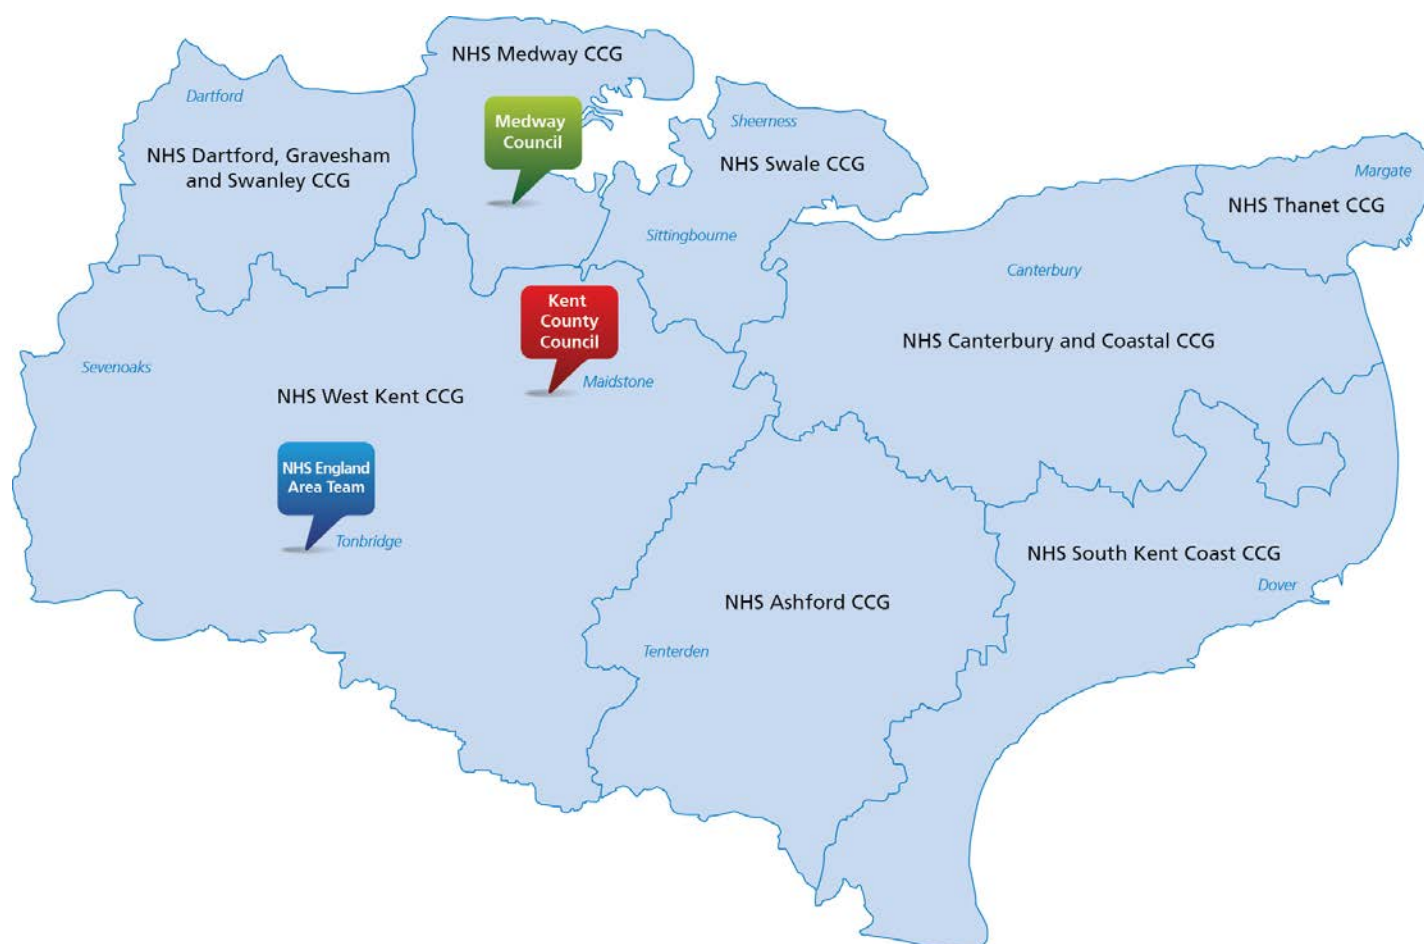 NHS Medway CCG
Dartford
Medway
Council
Sheerness
NHS Dartford, Gravesham
and Swanley CCG
NHS Swale CCG
Margate
NHS Thanet CCG
Sittingbourne
Canterbury
Kent
County
Council
NHS Canterbury and Coastal CCG
Sevenoaks
Maidstone
NHS West Kent CCG
NHS England
Area Team
Tonbridge
NHS South Kent Coast CCG
Dover
NHS Ashford CCG
Tenterden